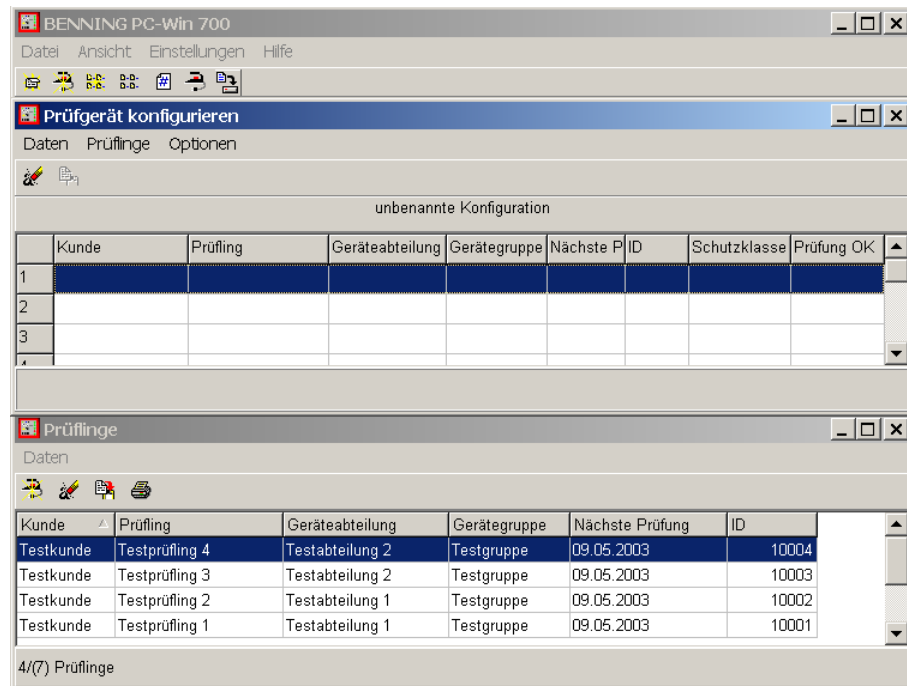 BENNING PC-Win 700
Datei Ansicht Einstellungen Hilfe
Prüfgerät konfigurieren
Daten Prüflinge Optionen
unbenannte Konfiguration
Kunde Prüfling Geräteabteilung Gerätegruppe Nächste P ID Schutzklasse Prüfung OK
1
2
3
Prüflinge
Daten
Kunde Prüfling Geräteabteilung Gerätegruppe Nächste Prüfung ID
Testkunde Testprüfling 4 Testabteilung 2 Testgruppe 09.05.2003 10004
Testkunde Testprüfling 3 Testabteilung 2 Testgruppe 09.05.2003 10003
Testkunde Testprüfling 2 Testabteilung 1 Testgruppe 09.05.2003 10002
Testkunde Testprüfling 1 Testabteilung 1 Testgruppe 09.05.2003 10001
4/(7) Prüflinge